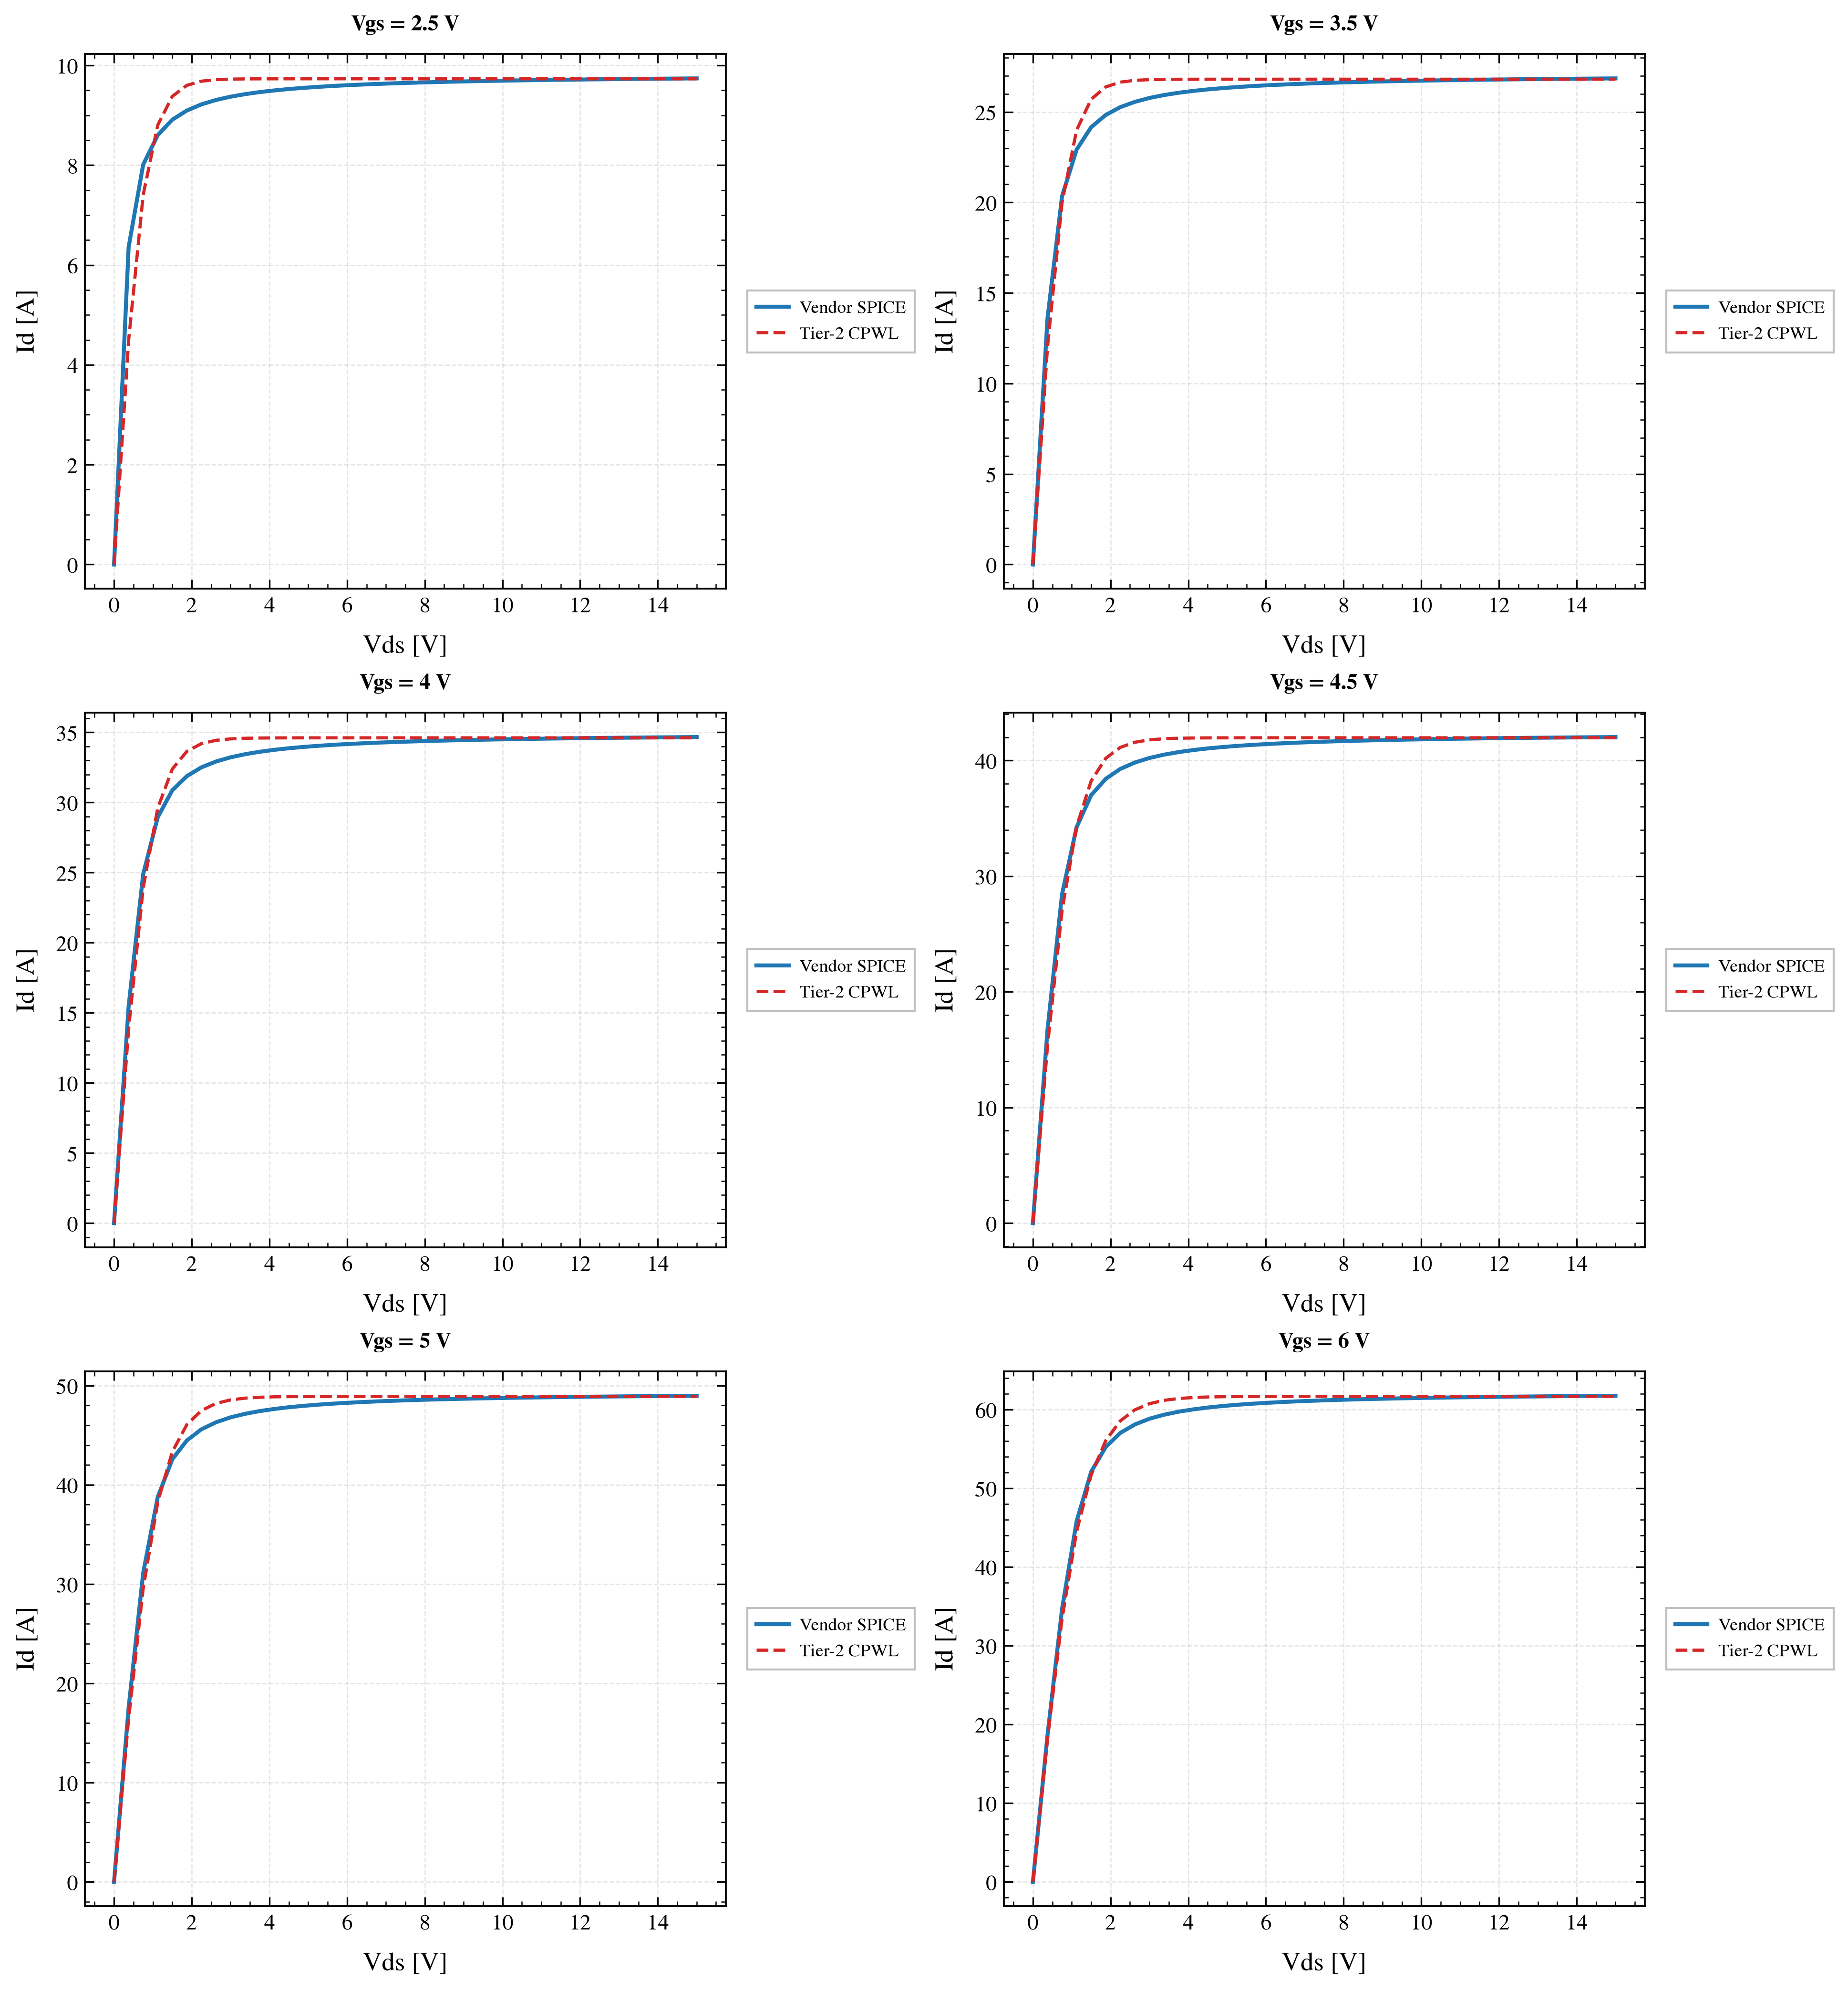 Vgs = 2.5 V
10
8
6
4
2
0
Id [A]
0 2 4 6 8 10 12 14
Vds [V]
Vendor SPICE
Tier-2 CPWL
Vgs = 3.5 V
25
20
15
10
5
0
Id [A]
0 2 4 6 8 10 12 14
Vds [V]
Vendor SPICE
Tier-2 CPWL
Vgs = 4 V
35
30
25
20
15
10
5
0
Id [A]
0 2 4 6 8 10 12 14
Vds [V]
Vendor SPICE
Tier-2 CPWL
Vgs = 4.5 V
40
30
20
10
0
Id [A]
0 2 4 6 8 10 12 14
Vds [V]
Vendor SPICE
Tier-2 CPWL
Vgs = 5 V
50
40
30
20
10
0
Id [A]
0 2 4 6 8 10 12 14
Vds [V]
Vendor SPICE
Tier-2 CPWL
Vgs = 6 V
60
50
40
30
20
10
0
Id [A]
0 2 4 6 8 10 12 14
Vds [V]
Vendor SPICE
Tier-2 CPWL